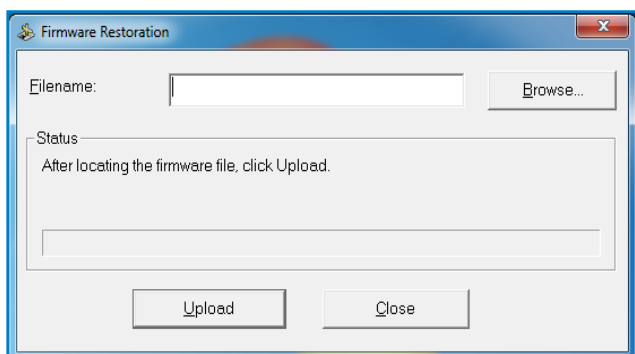 Firmware Restoration
Filename:
Browse...
Status
After locating the firmware file, click Upload.
Upload
Close